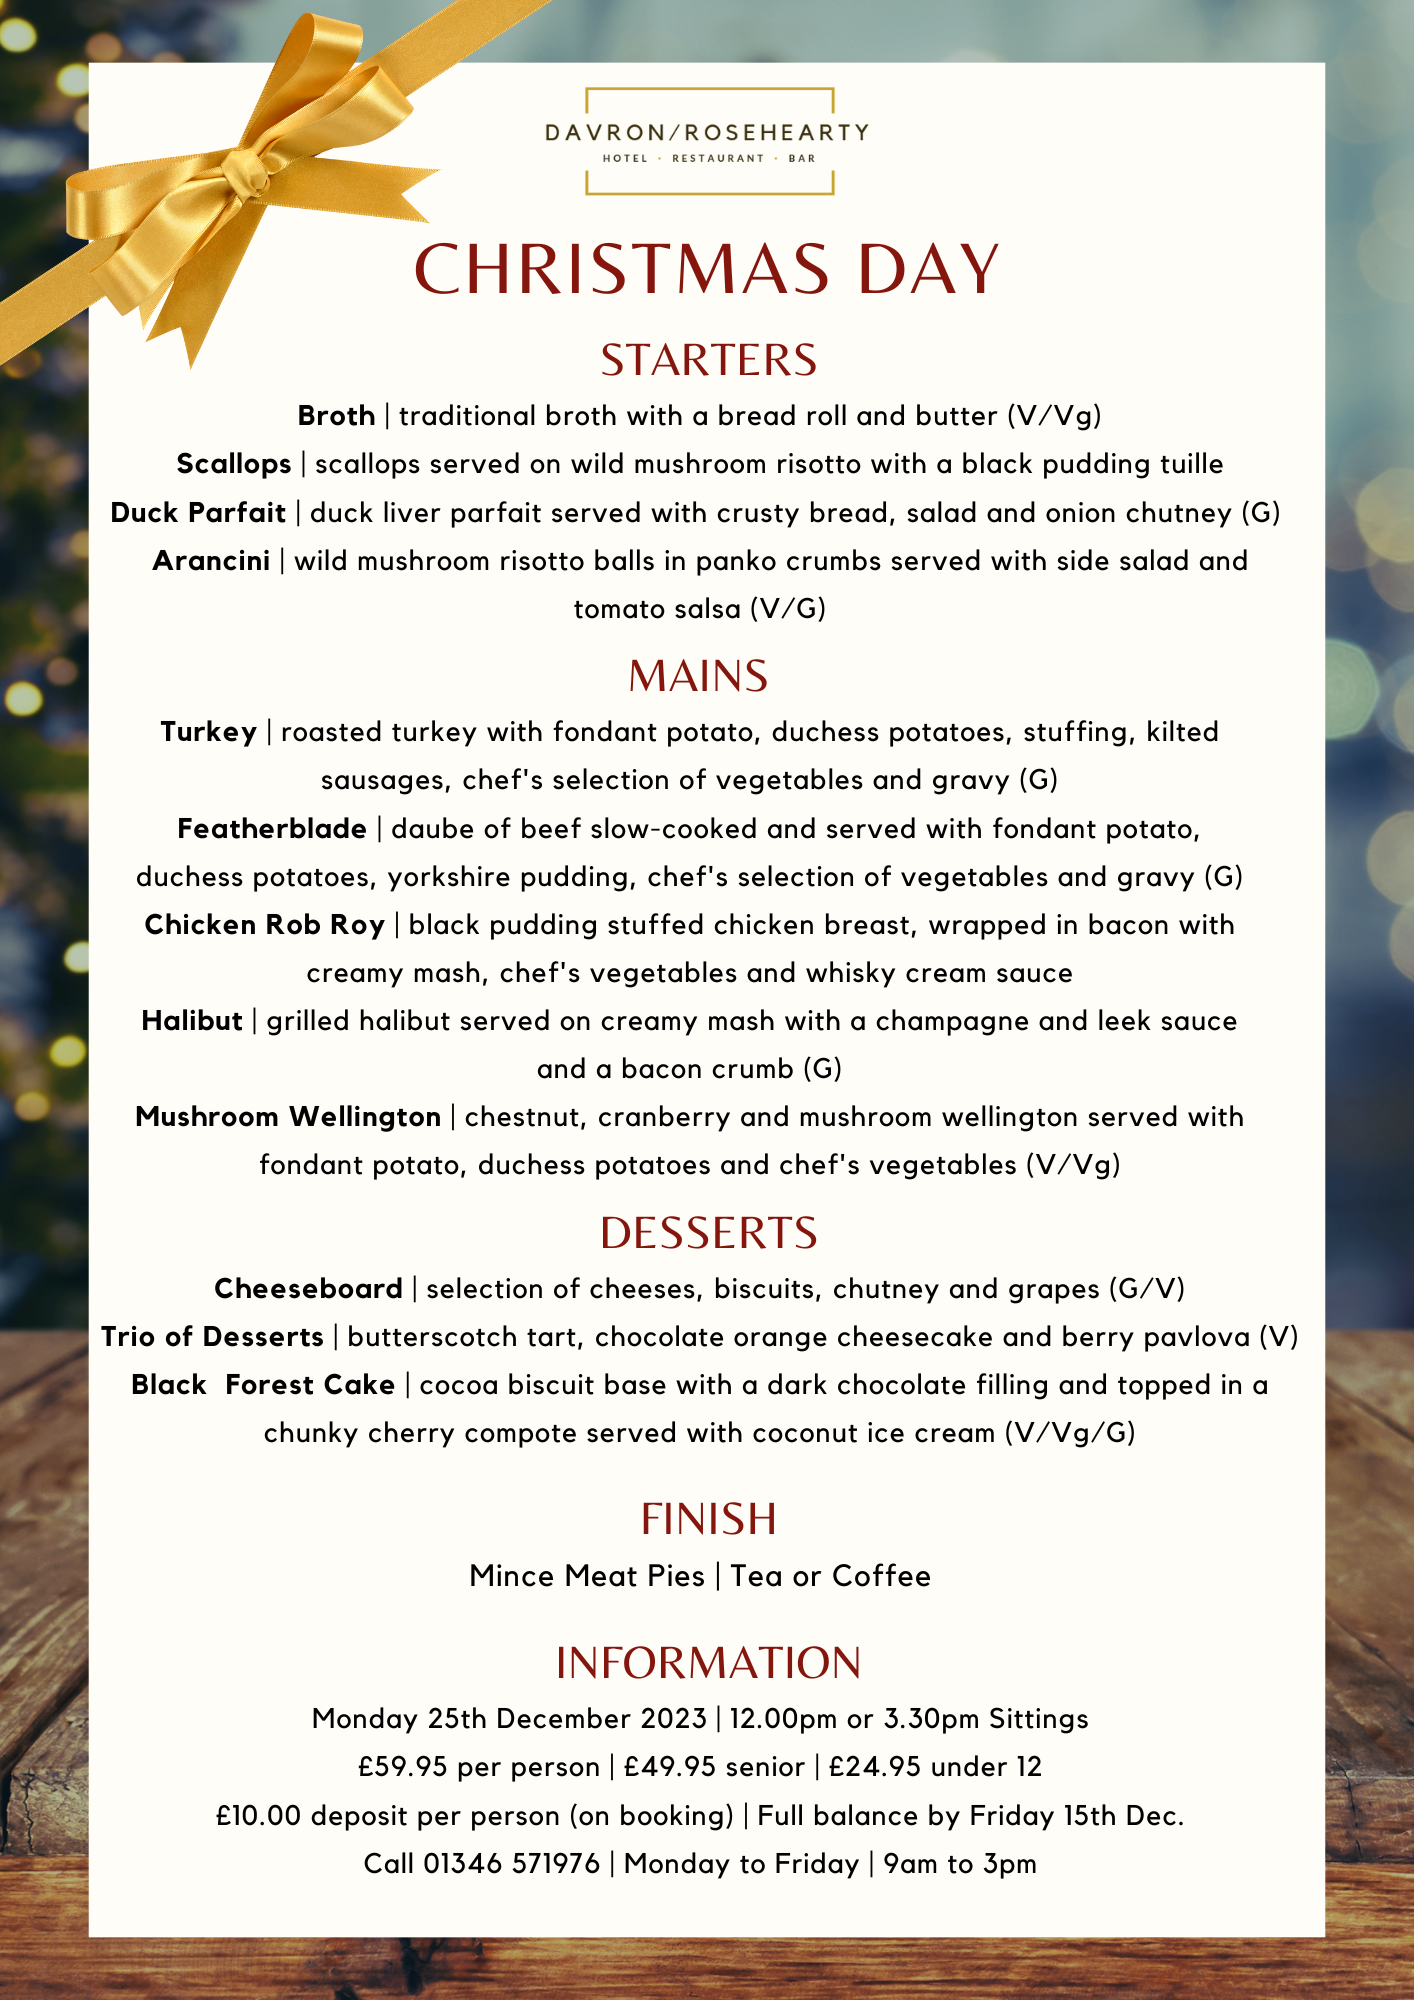 DAVRON/ROSEHEARTY
HOTEL · RESTAURANT · BAR
CHRISTMAS DAY
STARTERS
Broth | traditional broth with a bread roll and butter (V/Vg)
Scallops | scallops served on wild mushroom risotto with a black pudding tuille
Duck Parfait | duck liver parfait served with crusty bread, salad and onion chutney (G)
Arancini | wild mushroom risotto balls in panko crumbs served with side salad and
tomato salsa (V/G)
MAINS
Turkey | roasted turkey with fondant potato, duchess potatoes, stuffing, kilted
sausages, chef's selection of vegetables and gravy (G)
Featherblade | daube of beef slow-cooked and served with fondant potato,
duchess potatoes, yorkshire pudding, chef's selection of vegetables and gravy (G)
Chicken Rob Roy | black pudding stuffed chicken breast, wrapped in bacon with
creamy mash, chef's vegetables and whisky cream sauce
Halibut | grilled halibut served on creamy mash with a champagne and leek sauce
and a bacon crumb (G)
Mushroom Wellington | chestnut, cranberry and mushroom wellington served with
fondant potato, duchess potatoes and chef's vegetables (V/Vg)
DESSERTS
Cheeseboard | selection of cheeses, biscuits, chutney and grapes (G/V)
Trio of Desserts | butterscotch tart, chocolate orange cheesecake and berry pavlova (V)
Black  Forest Cake | cocoa biscuit base with a dark chocolate filling and topped in a
chunky cherry compote served with coconut ice cream (V/Vg/G)
FINISH
Mince Meat Pies | Tea or Coffee
INFORMATION
Monday 25th December 2023 | 12.00pm or 3.30pm Sittings
£59.95 per person | £49.95 senior | £24.95 under 12
£10.00 deposit per person (on booking) | Full balance by Friday 15th Dec.
Call 01346 571976 | Monday to Friday | 9am to 3pm